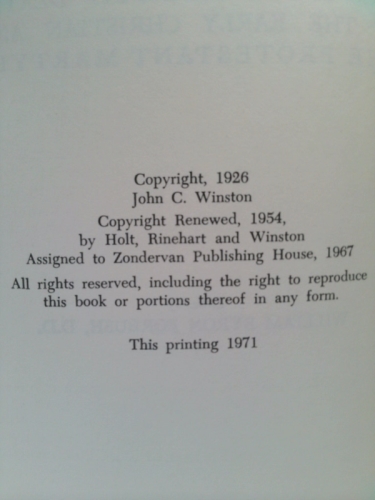 Copyright, 1926
John C. Winston
Copyright Renewed, 1954,
by Holt, Rinehart and Winston
Assigned to Zondervan Publishing House, 1967
All rights reserved, including the right to reproduce
this book or portions thereof in any form.
This printing 1971